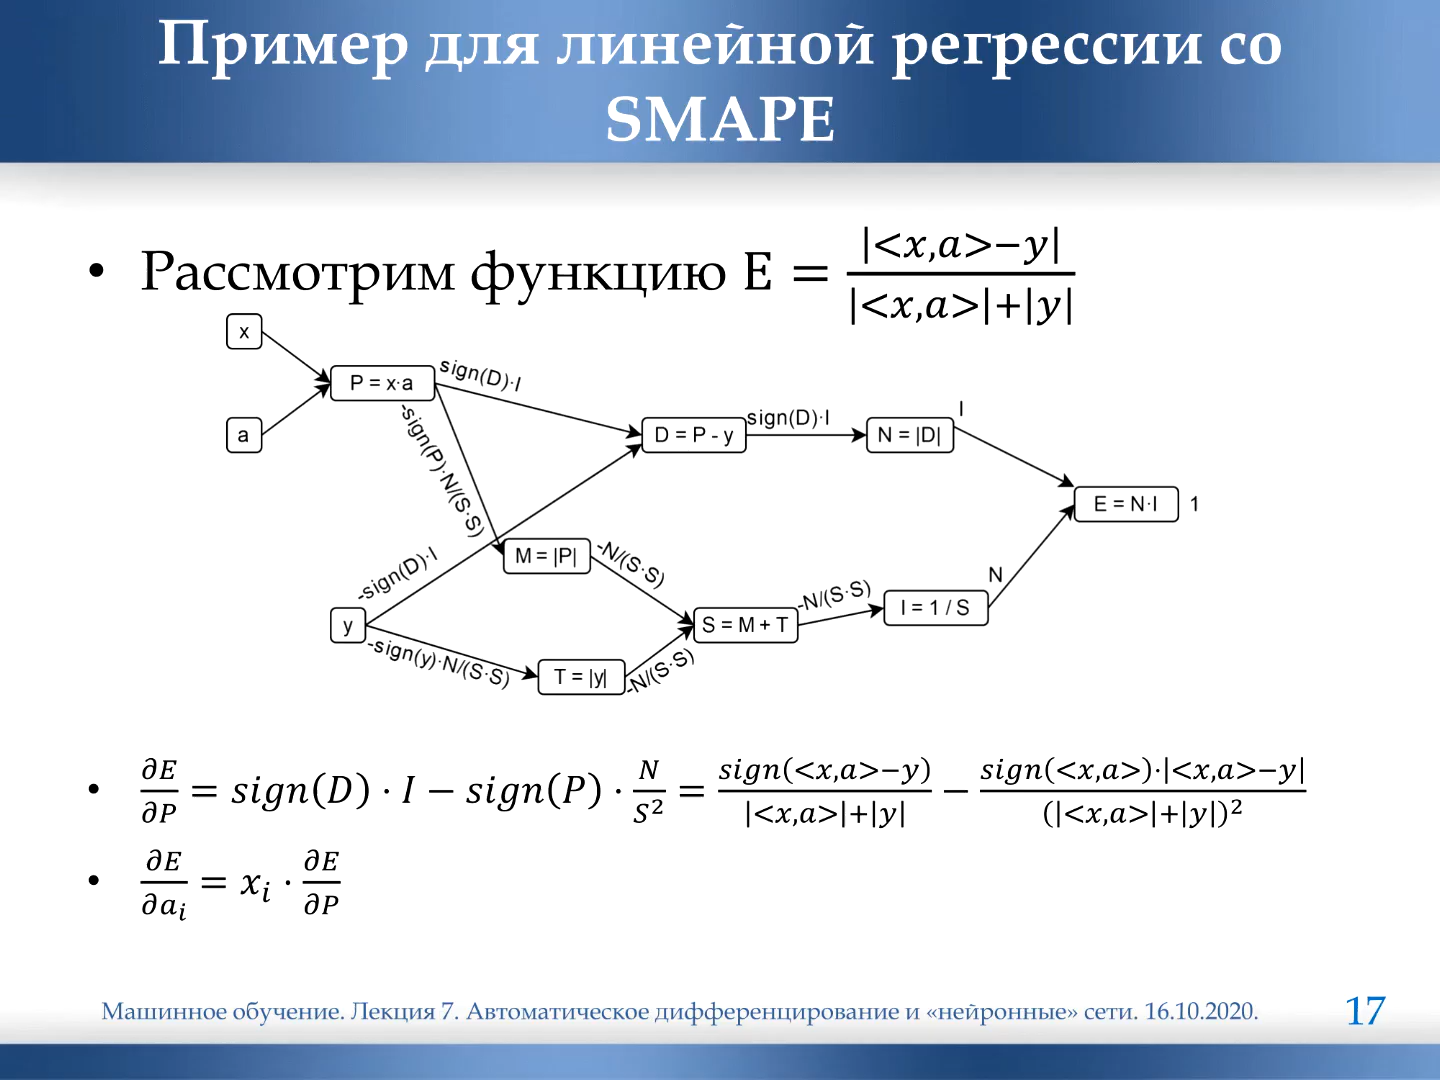 Пример для линейной регрессии со
SMAPE
• Рассмотрим функцию E = |<x,a>−y| / |<x,a>|+|y|
x
P = x·a
sign(D)·I
a
-sign(P)·N/(S·S)
D = P - y
sign(D)·I
N = |D|
I
E = N·I
1
-sign(D)·I
M = |P|
-N/(S·S)
N
y
S = M + T
-N/(S·S)
I = 1 / S
-sign(y)·N/(S·S)
T = |y|
-N/(S·S)
• ∂E/∂P = sign(D) · I − sign(P) · N/S² = sign(<x,a>−y) / |<x,a>|+|y| − sign(<x,a>)·|<x,a>−y| / (|<x,a>|+|y|)²
• ∂E/∂aᵢ = xᵢ · ∂E/∂P
Машинное обучение. Лекция 7. Автоматическое дифференцирование и «нейронные» сети. 16.10.2020.
17